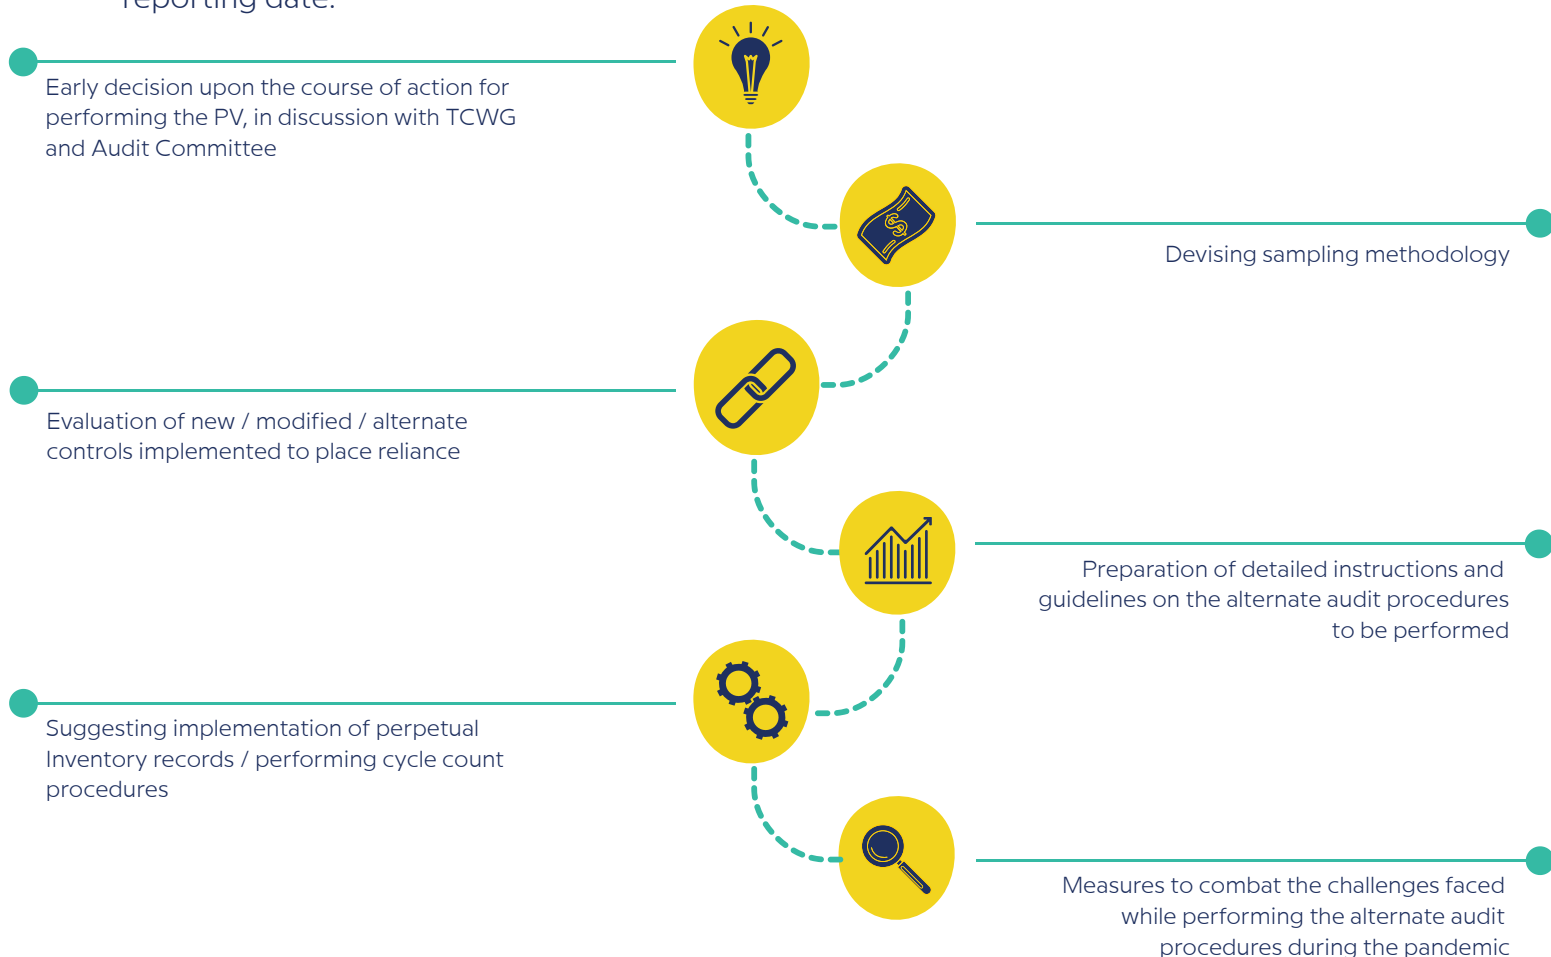 reporting date.
Early decision upon the course of action for
performing the PV, in discussion with TCWG
and Audit Committee
Devising sampling methodology
Evaluation of new / modified / alternate
controls implemented to place reliance
Preparation of detailed instructions and
guidelines on the alternate audit procedures
to be performed
Suggesting implementation of perpetual
Inventory records / performing cycle count
procedures
Measures to combat the challenges faced
while performing the alternate audit
procedures during the pandemic